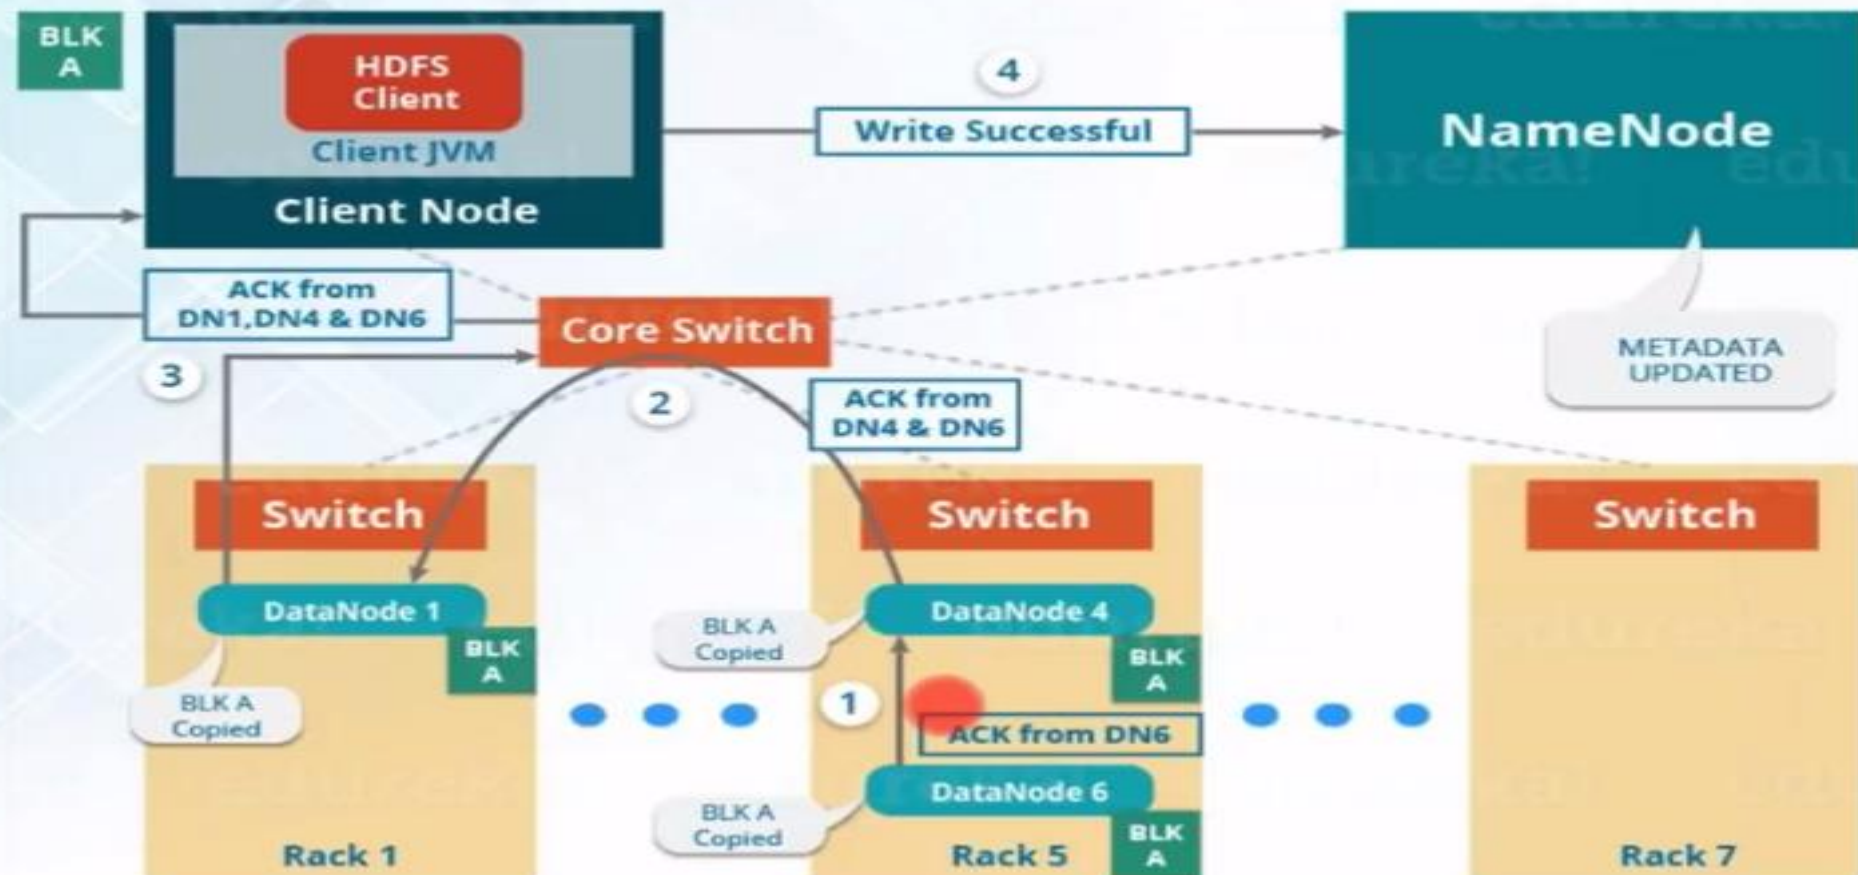 BLK
A
HDFS
Client
Client JVM
Client Node
4
Write Successful
NameNode
ACK from
DN1,DN4 & DN6
Core Switch
METADATA
UPDATED
3
2
ACK from
DN4 & DN6
Switch
Switch
Switch
DataNode 1
BLK
A
BLK A
Copied
DataNode 4
BLK A
Copied
BLK
A
1
ACK from DN6
DataNode 6
BLK A
Copied
BLK
A
Rack 1
Rack 5
Rack 7